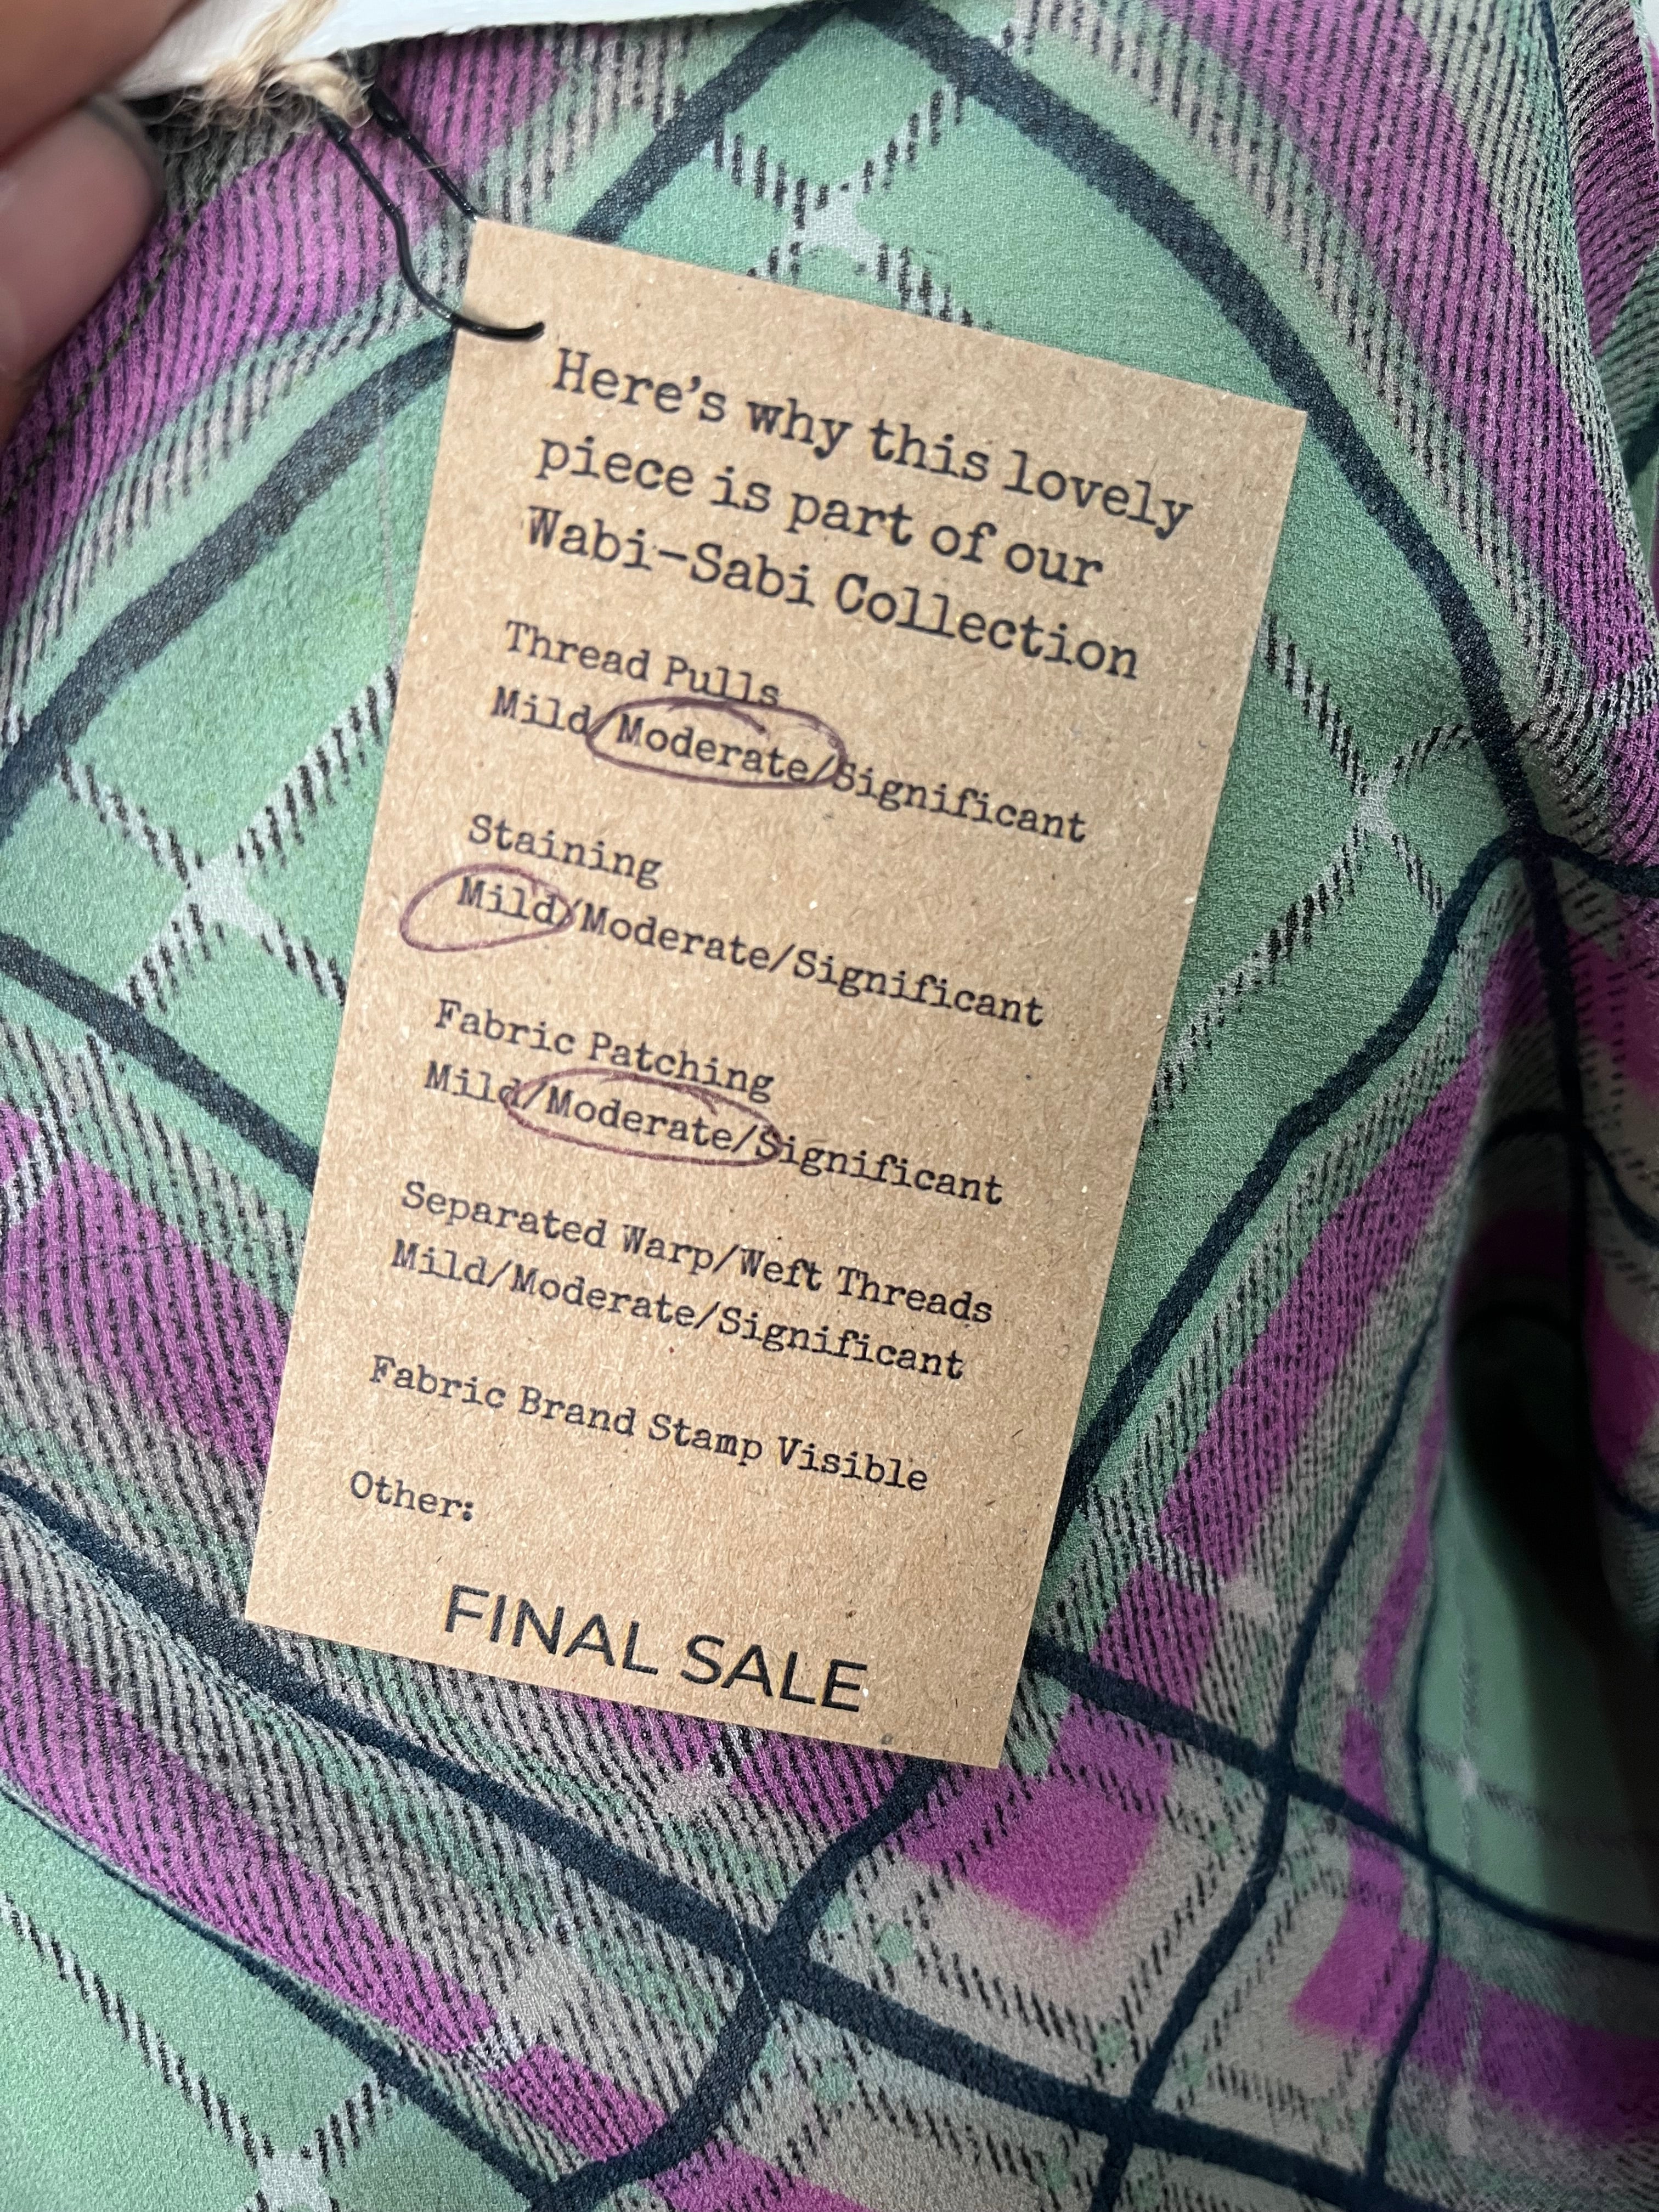 Here's why this lovely
piece is part of our
Wabi-Sabi Collection
Thread Pulls
Mild/Moderate/Significant
Staining
Mild/Moderate/Significant
Fabric Patching
Mild/Moderate/Significant
Separated Warp/Weft Threads
Mild/Moderate/Significant
Fabric Brand Stamp Visible
Other:
FINAL SALE